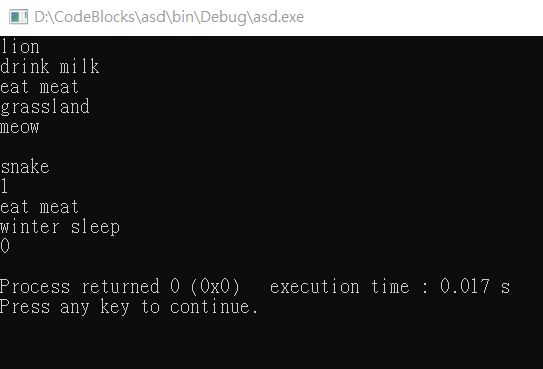 D:\CodeBlocks\asd\bin\Debug\asd.exe
lion
drink milk
eat meat
grassland
meow
snake
1
eat meat
winter sleep
0
Process returned 0 (0x0)   execution time : 0.017 s
Press any key to continue.